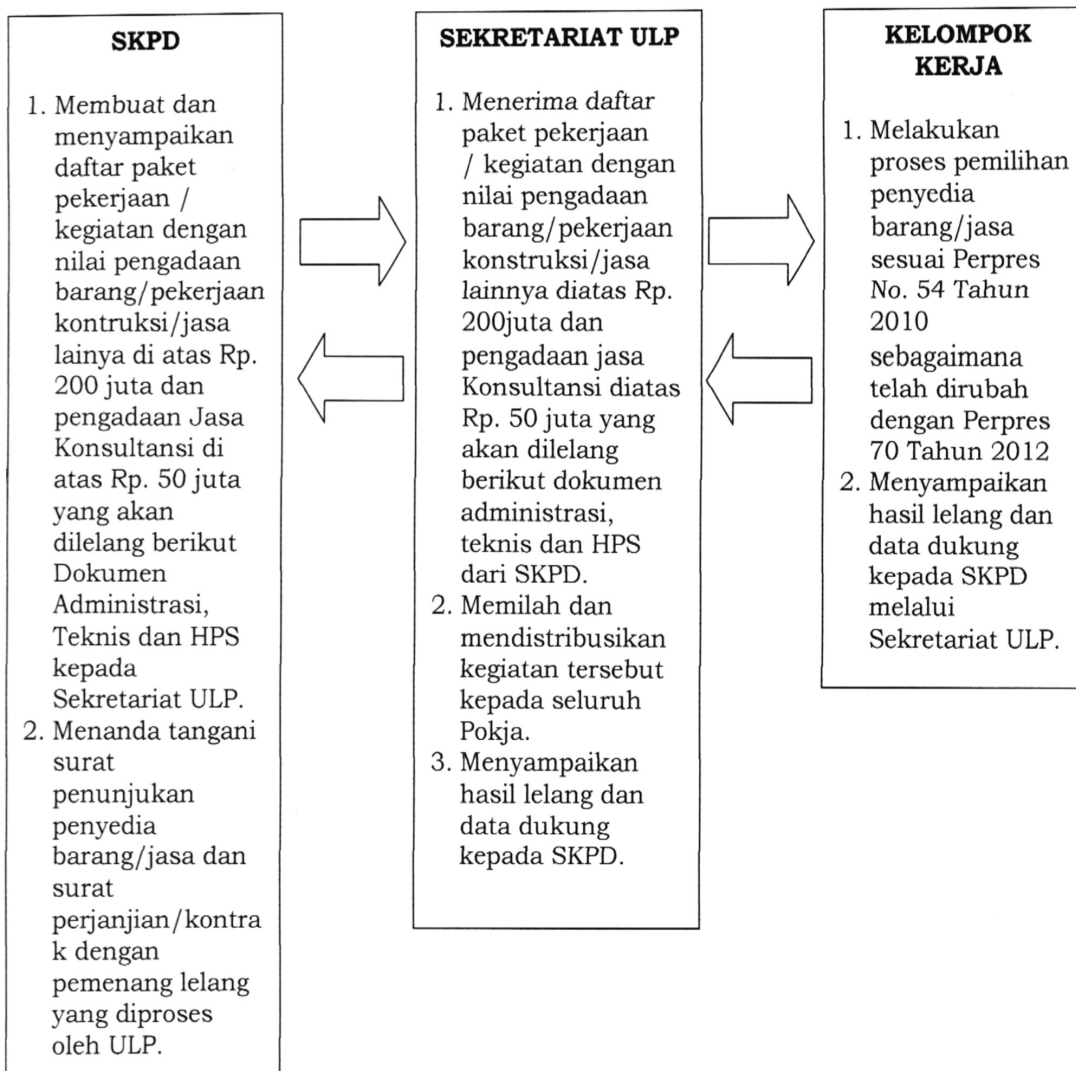 SKPD
1. Membuat dan
menyampaikan
daftar paket
pekerjaan /
kegiatan dengan
nilai pengadaan
barang/pekerjaan
kontruksi/jasa
lainya di atas Rp.
200 juta dan
pengadaan Jasa
Konsultansi di
atas Rp. 50 juta
yang akan
dilelang berikut
Dokumen
Administrasi,
Teknis dan HPS
kepada
Sekretariat ULP.
2. Menanda tangani
surat
penunjukan
penyedia
barang/jasa dan
surat
perjanjian/kontra
k dengan
pemenang lelang
yang diproses
oleh ULP.
SEKRETARIAT ULP
1. Menerima daftar
paket pekerjaan
/ kegiatan dengan
nilai pengadaan
barang/pekerjaan
konstruksi/jasa
lainnya diatas Rp.
200juta dan
pengadaan jasa
Konsultansi diatas
Rp. 50 juta yang
akan dilelang
berikut dokumen
administrasi,
teknis dan HPS
dari SKPD.
2. Memilah dan
mendistribusikan
kegiatan tersebut
kepada seluruh
Pokja.
3. Menyampaikan
hasil lelang dan
data dukung
kepada SKPD.
KELOMPOK
KERJA
1. Melakukan
proses pemilihan
penyedia
barang/jasa
sesuai Perpres
No. 54 Tahun
2010
sebagaimana
telah dirubah
dengan Perpres
70 Tahun 2012
2. Menyampaikan
hasil lelang dan
data dukung
kepada SKPD
melalui
Sekretariat ULP.